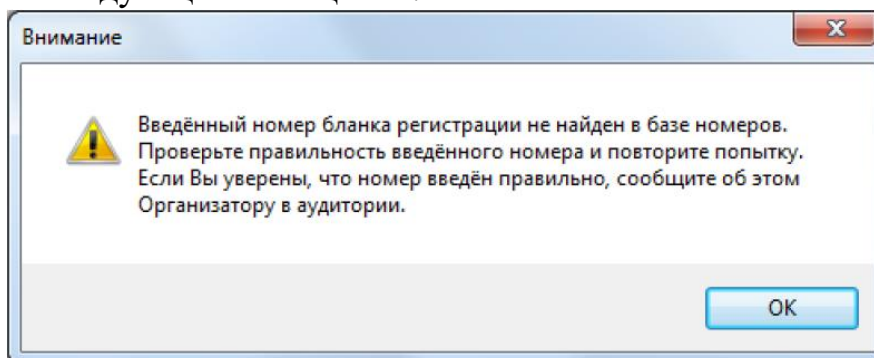 Внимание
Введённый номер бланка регистрации не найден в базе номеров.
Проверьте правильность введённого номера и повторите попытку.
Если Вы уверены, что номер введён правильно, сообщите об этом
Организатору в аудитории.
OK